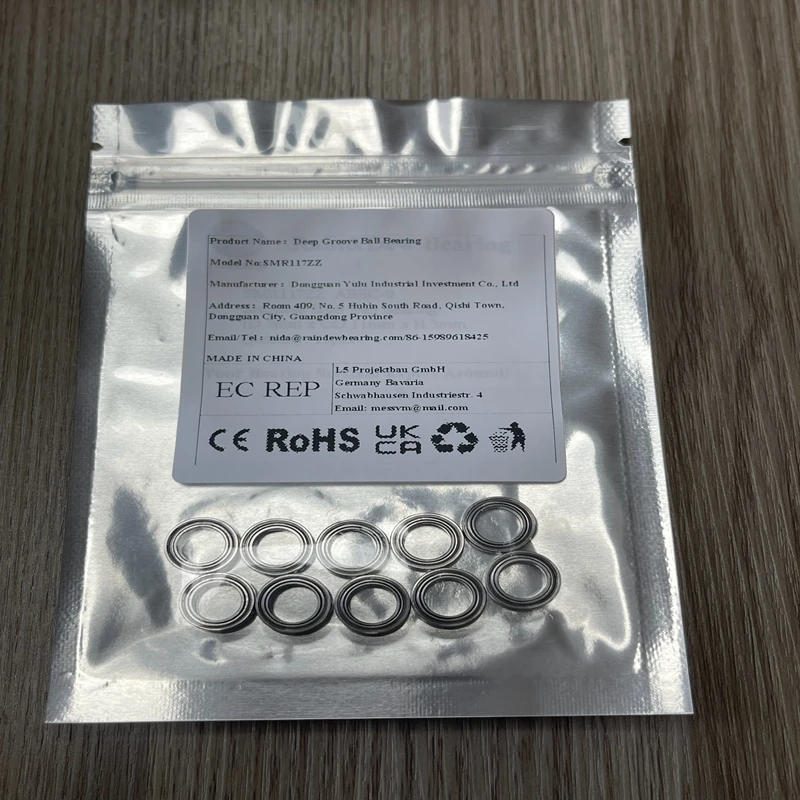 Product Name: Deep Groove Ball Bearing
Model No:SMR117ZZ
Manufacturer: Dongguan Yulu Industrial Investment Co., Ltd
Address: Room 409, No. 5 Hubin South Road, Qishi Town,
Dongguan City, Guangdong Province
Email/Tel: nida@raindewbearing.com/86-15989618425
MADE IN CHINA
EC REP
L5 Projektbau GmbH
Germany Bavaria
Schwabhausen Industriestr. 4
Email: messvm@mail.com
CE RoHS UK CA